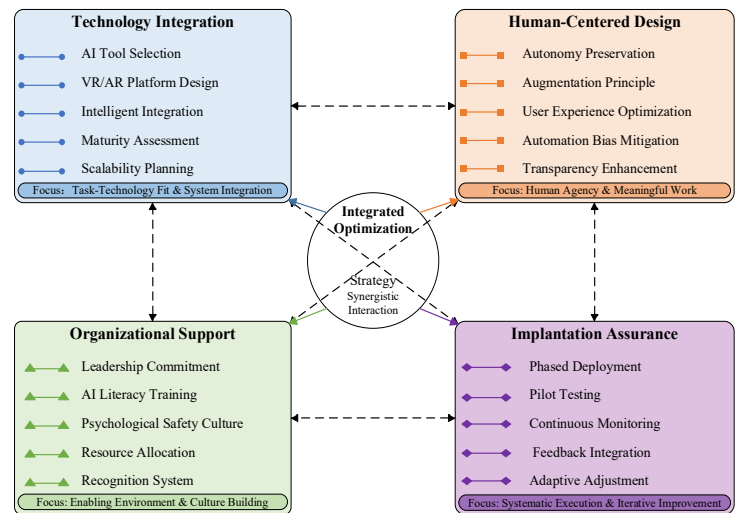 Technology Integration
AI Tool Selection
VR/AR Platform Design
Intelligent Integration
Maturity Assessment
Scalability Planning
Focus: Task-Technology Fit & System Integration
Human-Centered Design
Autonomy Preservation
Augmentation Principle
User Experience Optimization
Automation Bias Mitigation
Transparency Enhancement
Focus: Human Agency & Meaningful Work
Integrated
Optimization
Strategy
Synergistic
Interaction
Organizational Support
Leadership Commitment
AI Literacy Training
Psychological Safety Culture
Resource Allocation
Recognition System
Focus: Enabling Environment & Culture Building
Implantation Assurance
Phased Deployment
Pilot Testing
Continuous Monitoring
Feedback Integration
Adaptive Adjustment
Focus: Systematic Execution & Iterative Improvement